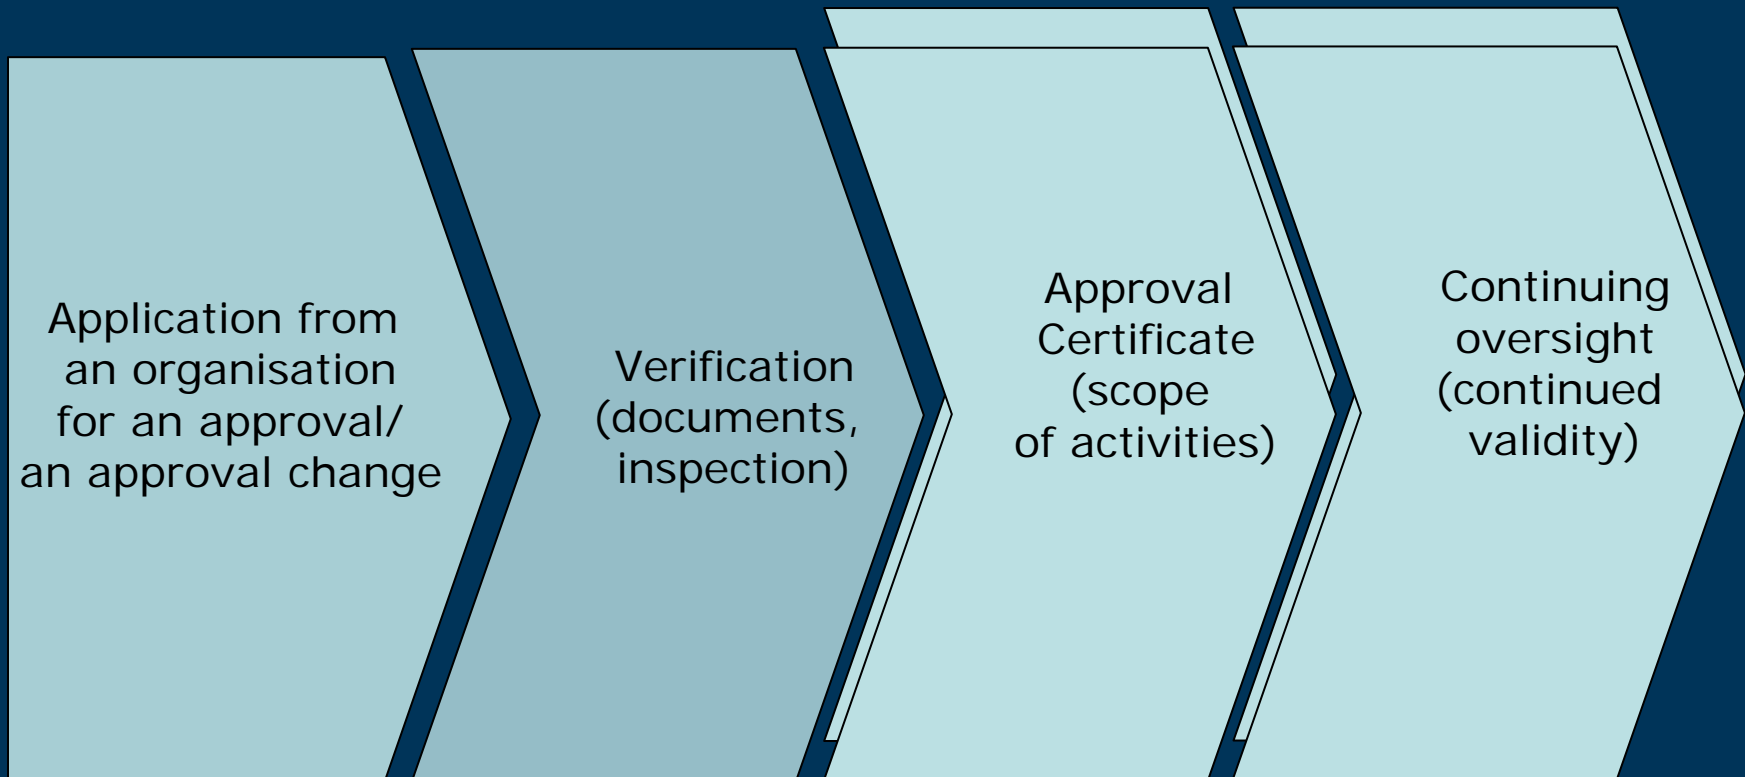 Application from
an organisation
for an approval/
an approval change
Verification
(documents,
inspection)
Approval
Certificate
(scope
of activities)
Continuing
oversight
(continued
validity)